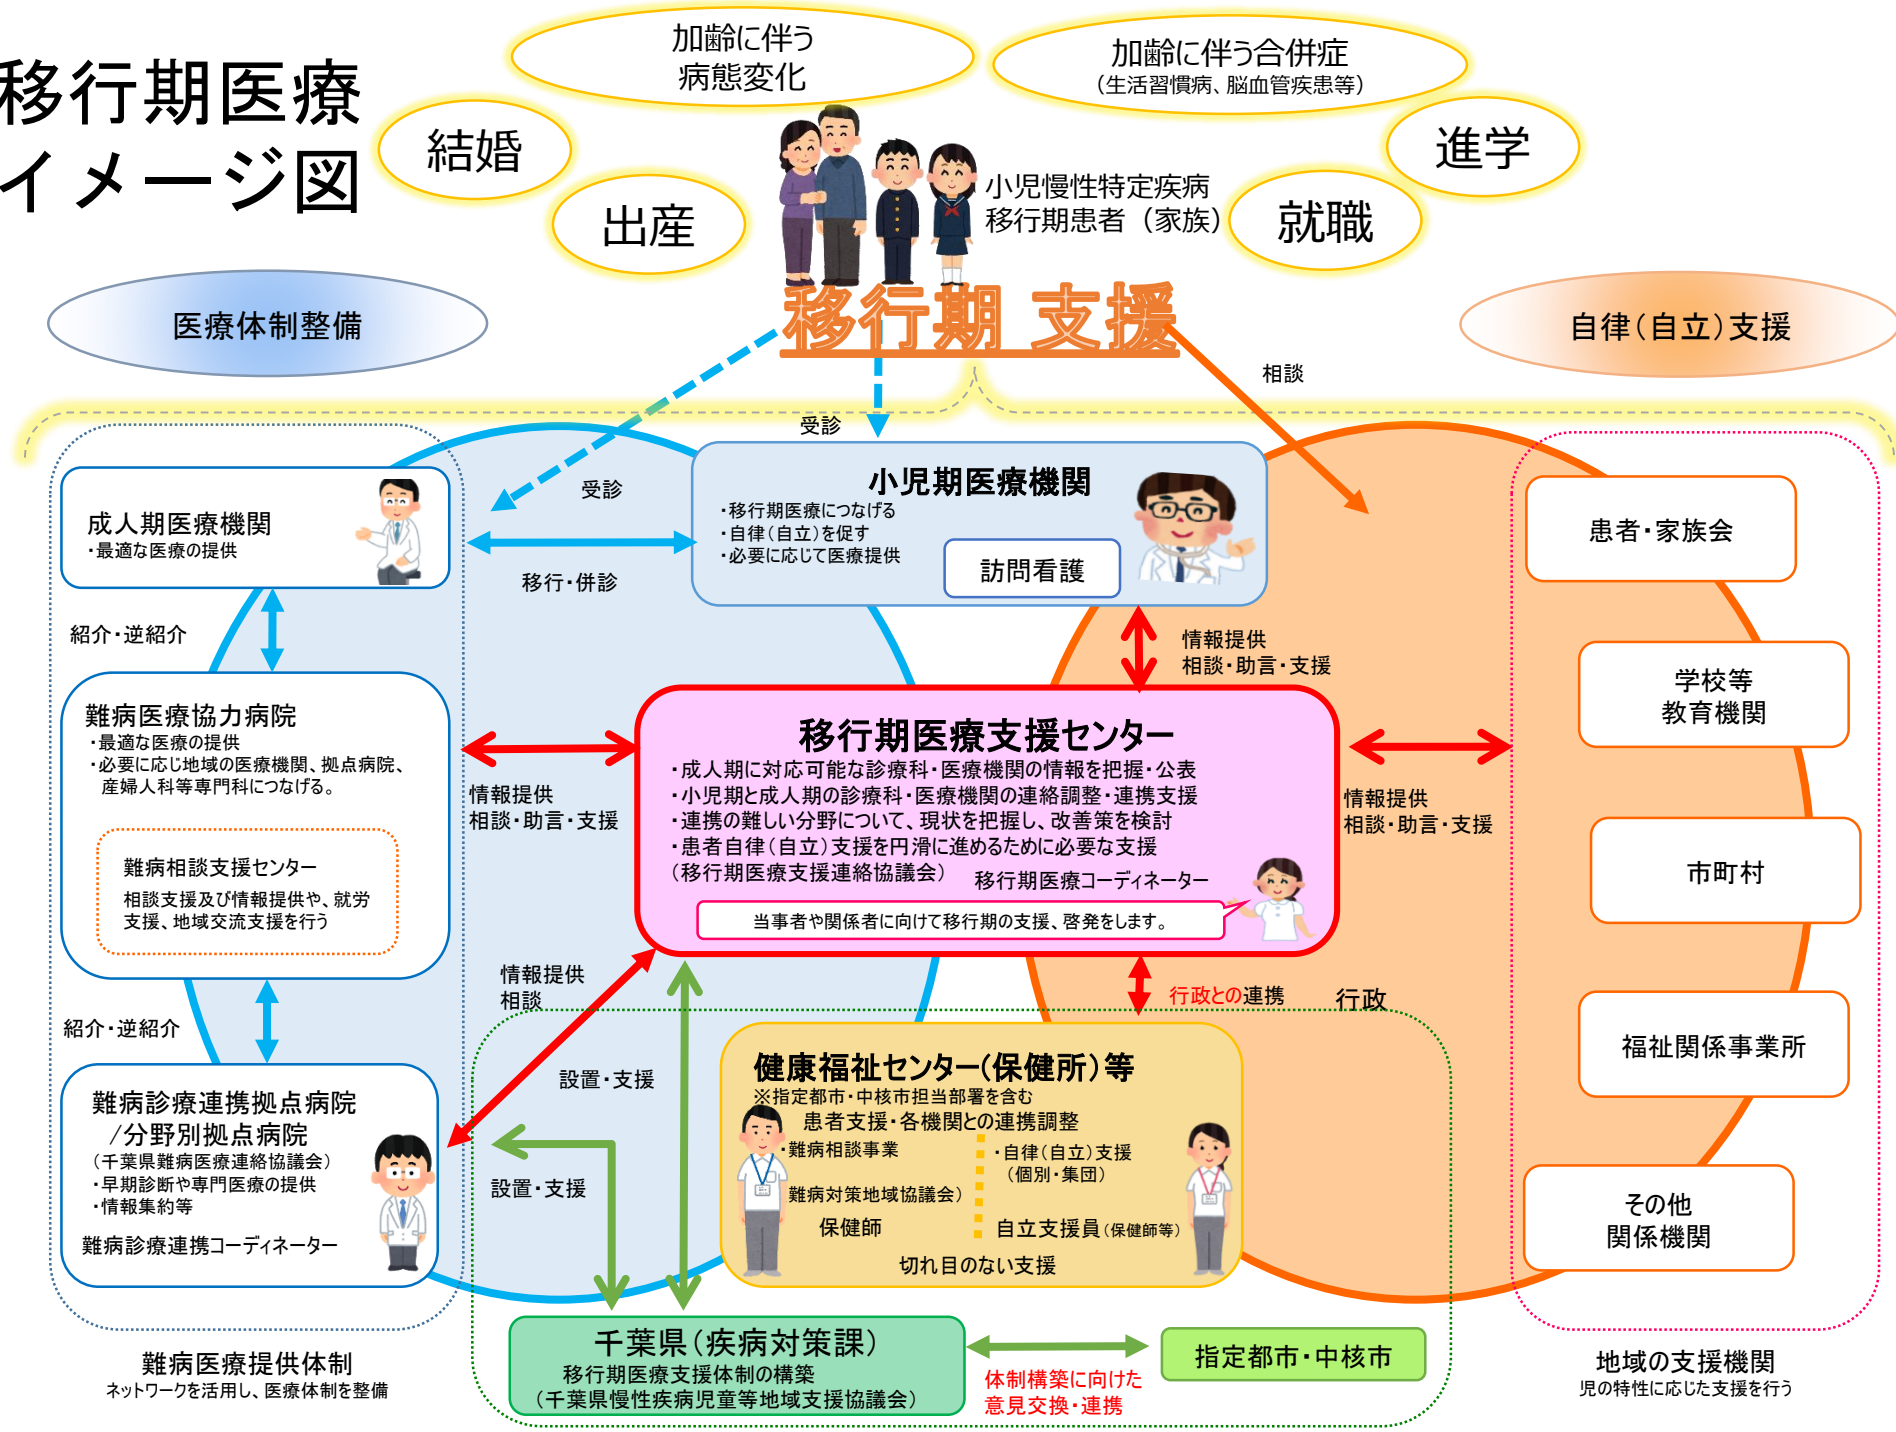 移行期医療
イメージ図
加齢に伴う
病態変化
加齢に伴う合併症
（生活習慣病、脳血管疾患等）
結婚
出産
進学
就職
小児慢性特定疾病
移行期患者（家族）
移行期 支援
医療体制整備
自律（自立）支援
相談
受診
受診
小児期医療機関
・移行期医療につなげる
・自律（自立）を促す
・必要に応じて医療提供
訪問看護
成人期医療機関
・最適な医療の提供
移行・併診
紹介・逆紹介
難病医療協力病院
・最適な医療の提供
・必要に応じ地域の医療機関、拠点病院、
産婦人科等専門科につなげる。
難病相談支援センター
相談支援及び情報提供や、就労
支援、地域交流支援を行う
紹介・逆紹介
難病診療連携拠点病院
/分野別拠点病院
（千葉県難病医療連絡協議会）
・早期診断や専門医療の提供
・情報集約等
難病診療連携コーディネーター
難病医療提供体制
ネットワークを活用し、医療体制を整備
情報提供
相談・助言・支援
情報提供
相談・助言・支援
情報提供
相談・助言・支援
移行期医療支援センター
・成人期に対応可能な診療科・医療機関の情報を把握・公表
・小児期と成人期の診療科・医療機関の連絡調整・連携支援
・連携の難しい分野について、現状を把握し、改善策を検討
・患者自律（自立）支援を円滑に進めるために必要な支援
（移行期医療支援連絡協議会）
移行期医療コーディネーター
当事者や関係者に向けて移行期の支援、啓発をします。
情報提供
相談
設置・支援
設置・支援
行政との連携
行政
健康福祉センター（保健所）等
※指定都市・中核市担当部署を含む
患者支援・各機関との連携調整
・難病相談事業
難病対策地域協議会）
保健師
・自律（自立）支援
（個別・集団）
自立支援員（保健師等）
切れ目のない支援
千葉県（疾病対策課）
移行期医療支援体制の構築
（千葉県慢性疾病児童等地域支援協議会）
体制構築に向けた
意見交換・連携
指定都市・中核市
患者・家族会
学校等
教育機関
市町村
福祉関係事業所
その他
関係機関
地域の支援機関
児の特性に応じた支援を行う